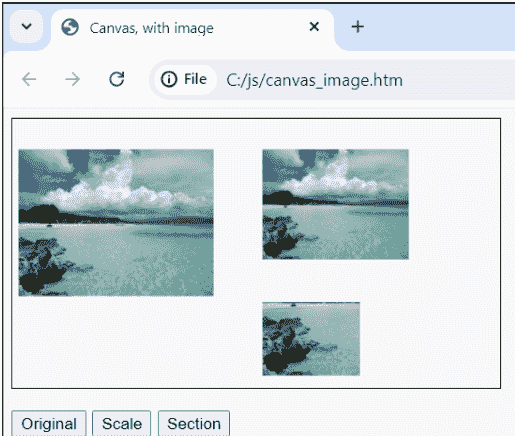 Canvas, with image
File C:/js/canvas_image.htm
Original Scale Section